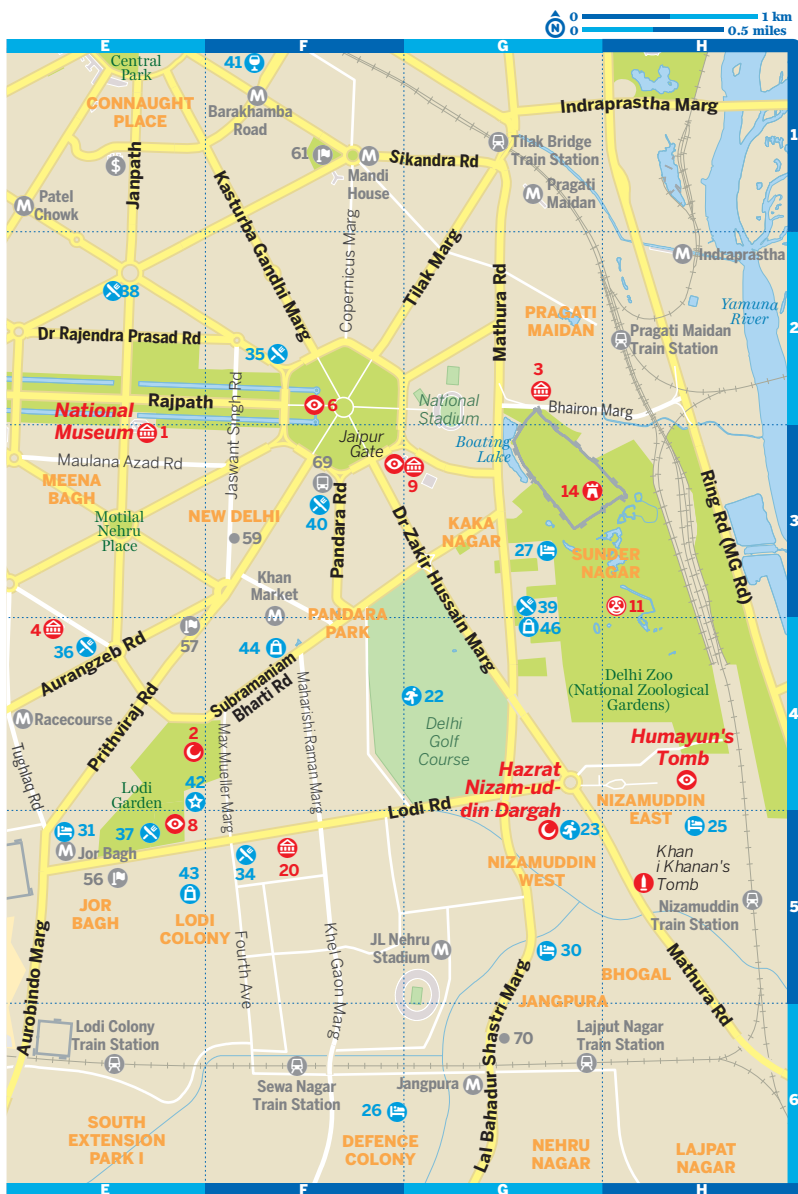 0 1 km
0 0.5 miles
N
E F G H
Central
Park
41
CONNAUGHT
PLACE
Barakhamba
Road
Indraprastha Marg
1
61
Sikandra Rd
Tilak Bridge
Train Station
$
Janpath
Mandi
House
Patel
Chowk
Pragati
Maidan
Kasturba Gandhi Marg
Copernicus Marg
Tilak Marg
Mathura Rd
Indraprastha
38
Yamuna
River
PRAGATI
MAIDAN
Dr Rajendra Prasad Rd
35
Pragati Maidan
Train Station
2
3
Rajpath
6
National
Stadium
Bhairon Marg
National
Museum 1
Jaswant Singh Rd
Jaipur
Gate
Boating
Lake
Maulana Azad Rd
69
9
MEENA
BAGH
14
Ring Rd (MG Rd)
Motilal
Nehru
Place
NEW DELHI
40
Pandara Rd
Dr Zakir Hussain Marg
KAKA
NAGAR
3
59
27
SUNDER
NAGAR
Khan
Market
39
11
PANDARA
PARK
4
57
46
36
44
Aurangzeb Rd
Subramaniam
Bharti Rd
Delhi Zoo
(National Zoological
Gardens)
22
Racecourse
Prithviraj Rd
Maharishi Raman Marg
4
2
Max Mueller Marg
Delhi
Golf
Course
Humayun's
Tomb
Tughlaq Rd
Hazrat
Nizam-ud-
din Dargah
42
Lodi
Garden
NIZAMUDDIN
EAST
Lodi Rd
31
37
8
23
25
Jor Bagh
34
20
Khan
i Khanan's
Tomb
56
43
NIZAMUDDIN
WEST
JOR
BAGH
LODI
COLONY
Nizamuddin
Train Station
5
Aurobindo Marg
Fourth Ave
Khel Gaon Marg
JL Nehru
Stadium
30
BHOGAL
Mathura Rd
JANGPURA
Lal Bahadur Shastri Marg
Lodi Colony
Train Station
70
Lajput Nagar
Train Station
Sewa Nagar
Train Station
Jangpura
26
6
SOUTH
EXTENSION
PARK I
DEFENCE
COLONY
NEHRU
NAGAR
LAJPAT
NAGAR
E F G H